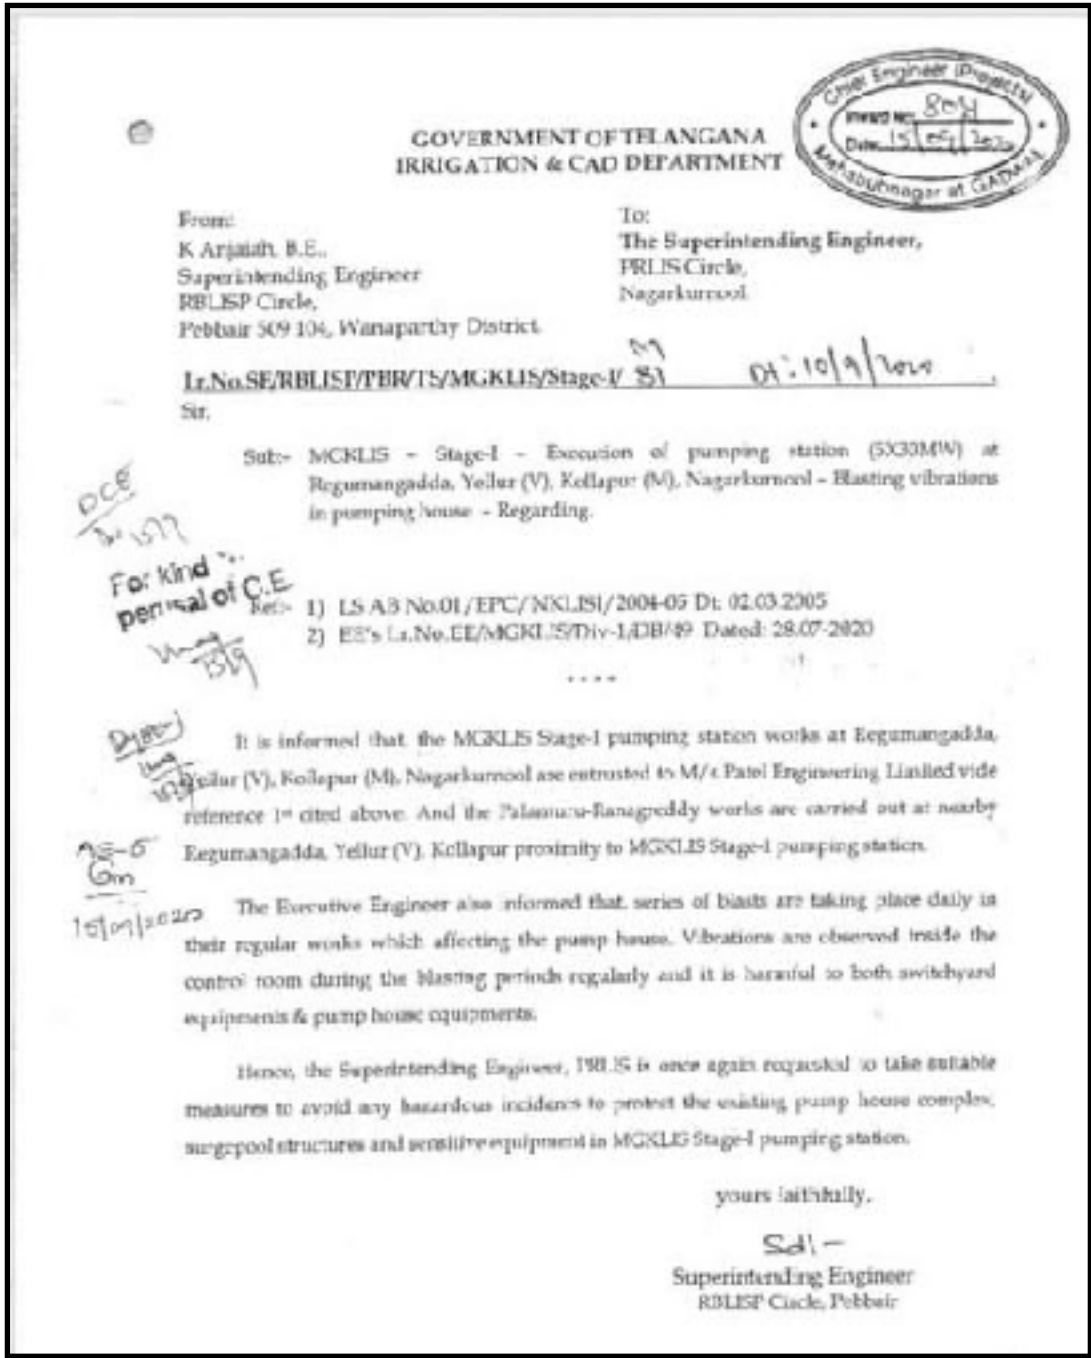 Chief Engineer (Projects)
Inward No: 804
Date: 15/09/2020
Mahabubnagar at GADWAL
GOVERNMENT OF TELANGANA
IRRIGATION & CAD DEPARTMENT
From:
K Anjaiah, B.E.,
Superintending Engineer
RBLISP Circle,
Pebbair 509 104, Wanaparthy District.
To:
The Superintending Engineer,
PRLIS Circle,
Nagarkurnool.
Lr.No.SE/RBLISP/PBR/TS/MGKLIS/Stage-I/ Dt: 10/9/2020
Sir,
Sub:- MGKLIS – Stage-I – Execution of pumping station (5X30MW) at
Regumangadda, Yellur (V), Kollapur (M), Nagarkurnool – Blasting vibrations
in pumping house – Regarding.
DCE
For kind
perusal of C.E
15/9
Ref:- 1) LS AB No.01/EPC/NKLISI/2004-05 Dt: 02.03.2005
2) EE's Lr.No.EE/MGKLIS/Div-1/DB/49 Dated: 28.07-2020
****
It is informed that, the MGKLIS Stage-I pumping station works at Regumangadda,
Yellur (V), Kollapur (M), Nagarkurnool are entrusted to M/s Patel Engineering Limited vide
reference 1st cited above. And the Palamuru-Rangreddy works are carried out at nearby
Regumangadda, Yellur (V), Kollapur proximity to MGKLIS Stage-I pumping station.
15/09/2020
The Executive Engineer also informed that, series of blasts are taking place daily in
their regular works which affecting the pump house. Vibrations are observed inside the
control room during the blasting periods regularly and it is harmful to both switchyard
equipments & pump house equipments.
Hence, the Superintending Engineer, PRLIS is once again requested to take suitable
measures to avoid any hazardous incidents to protect the existing pump house complex,
surgepool structures and sensitive equipment in MGKLIS Stage-I pumping station.
yours faithfully,
Sd/-
Superintending Engineer
RBLISP Circle, Pebbair